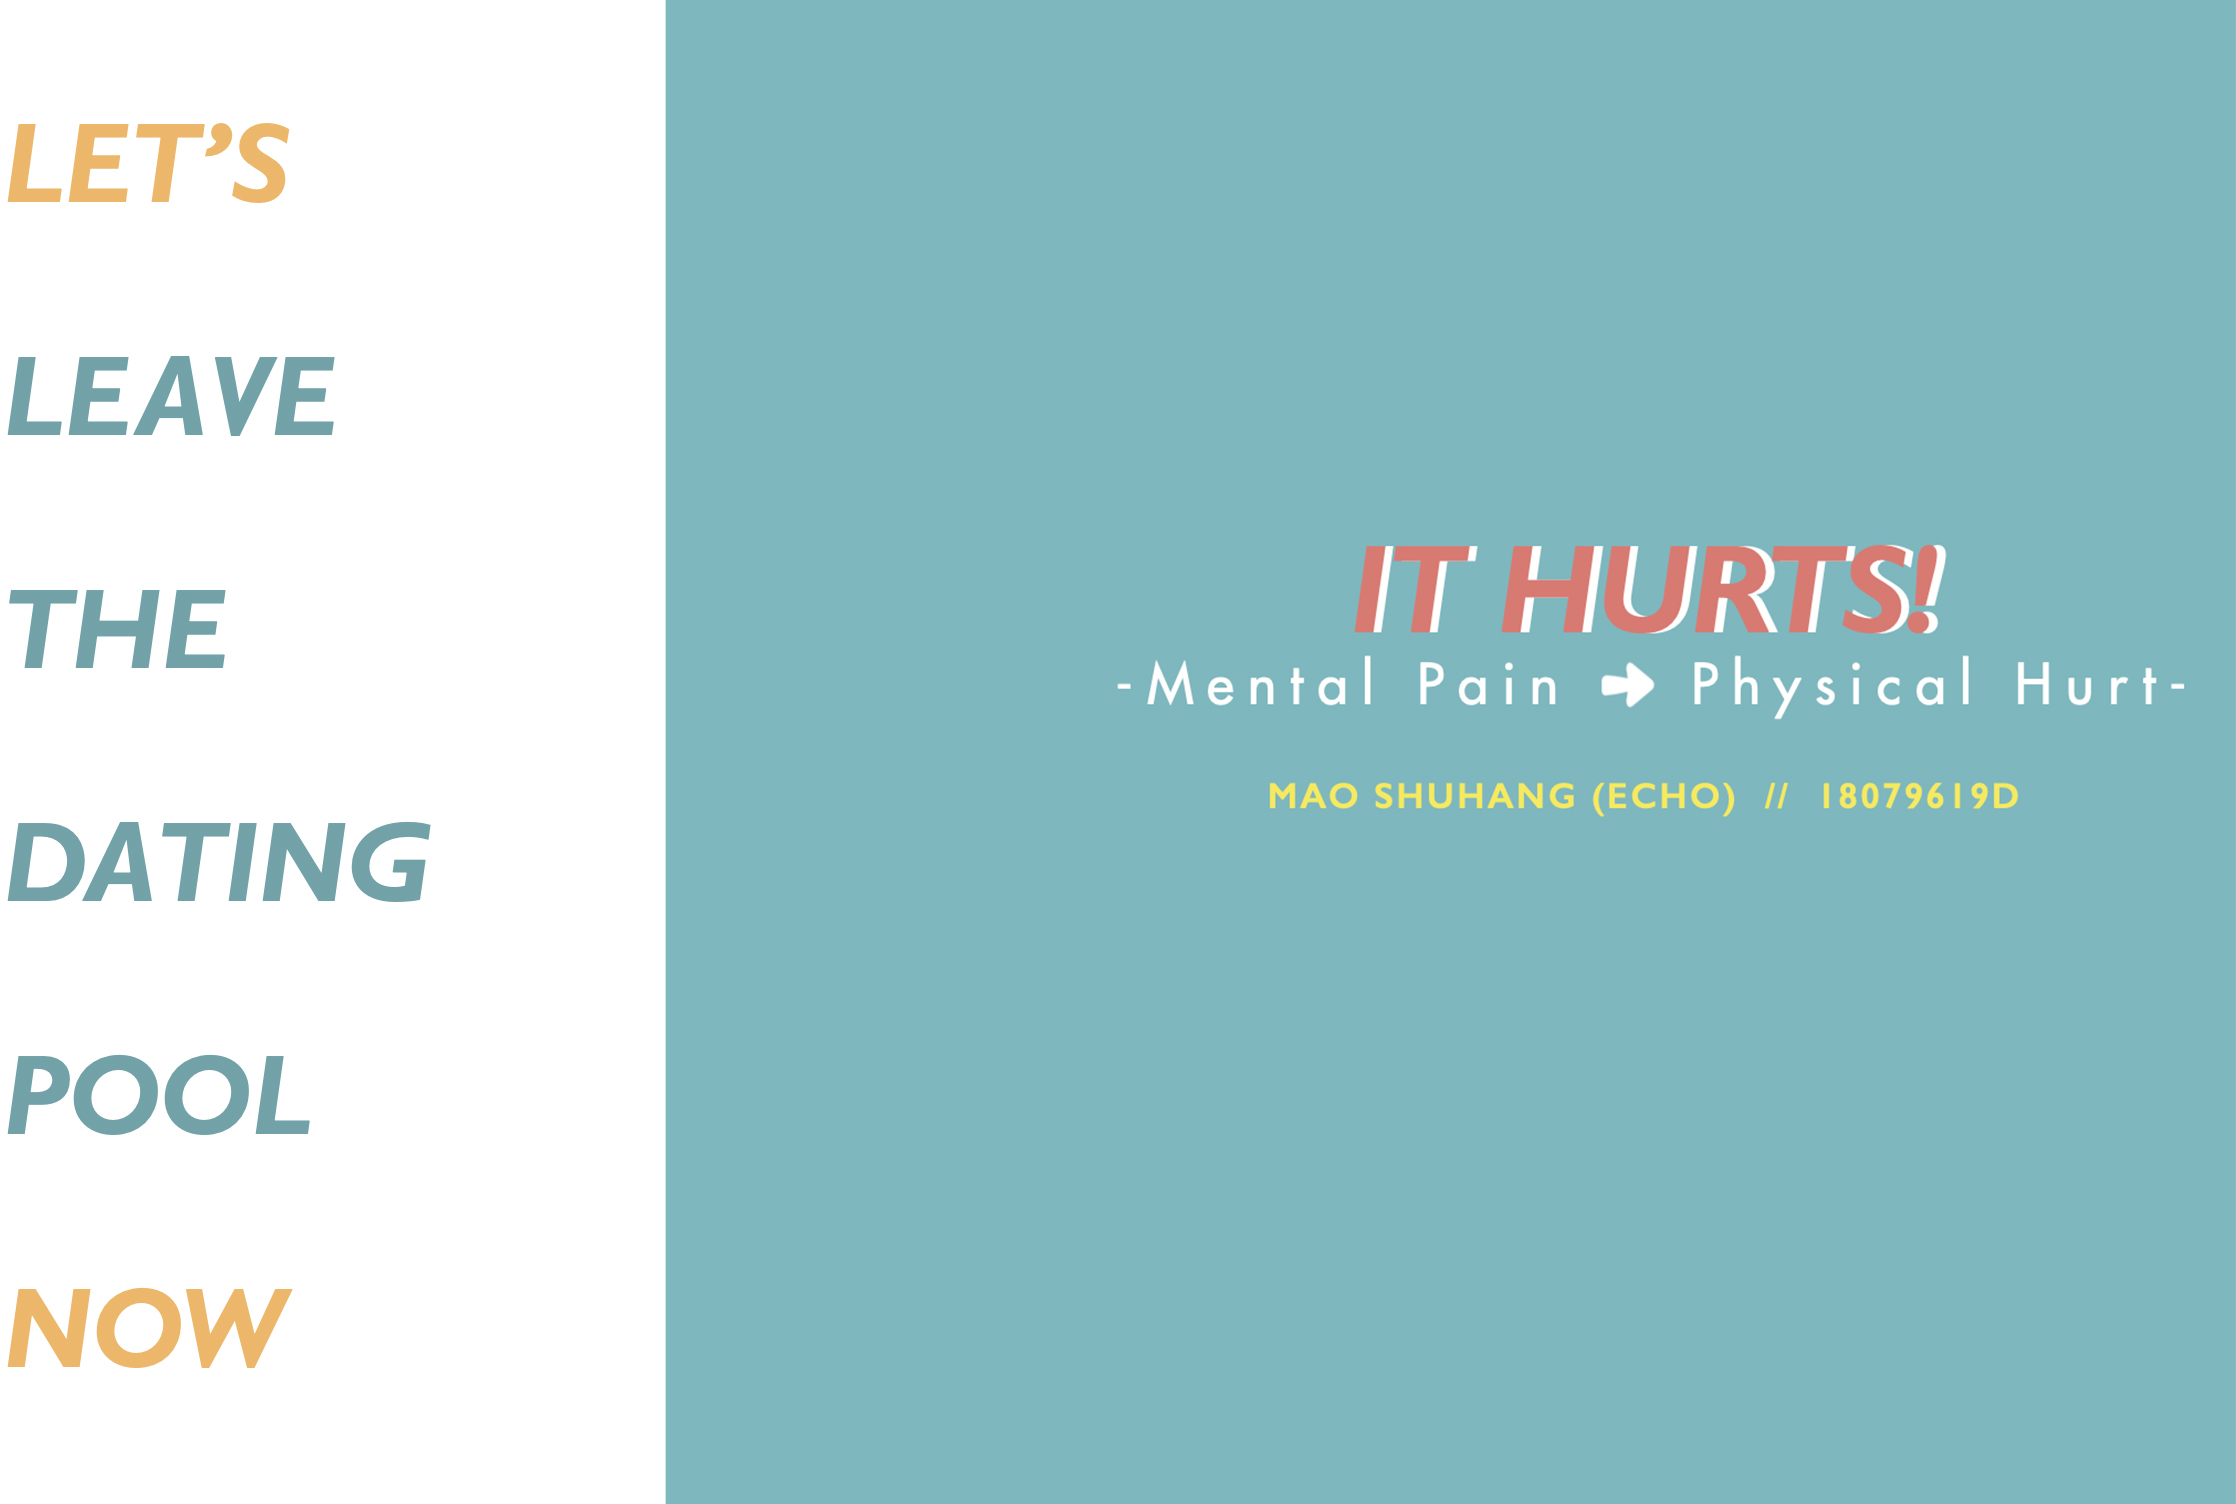 LET’S
LEAVE
THE
DATING
POOL
NOW
IT HURTS!
-Mental Pain ➔ Physical Hurt-
MAO SHUHANG (ECHO) // 18079619D